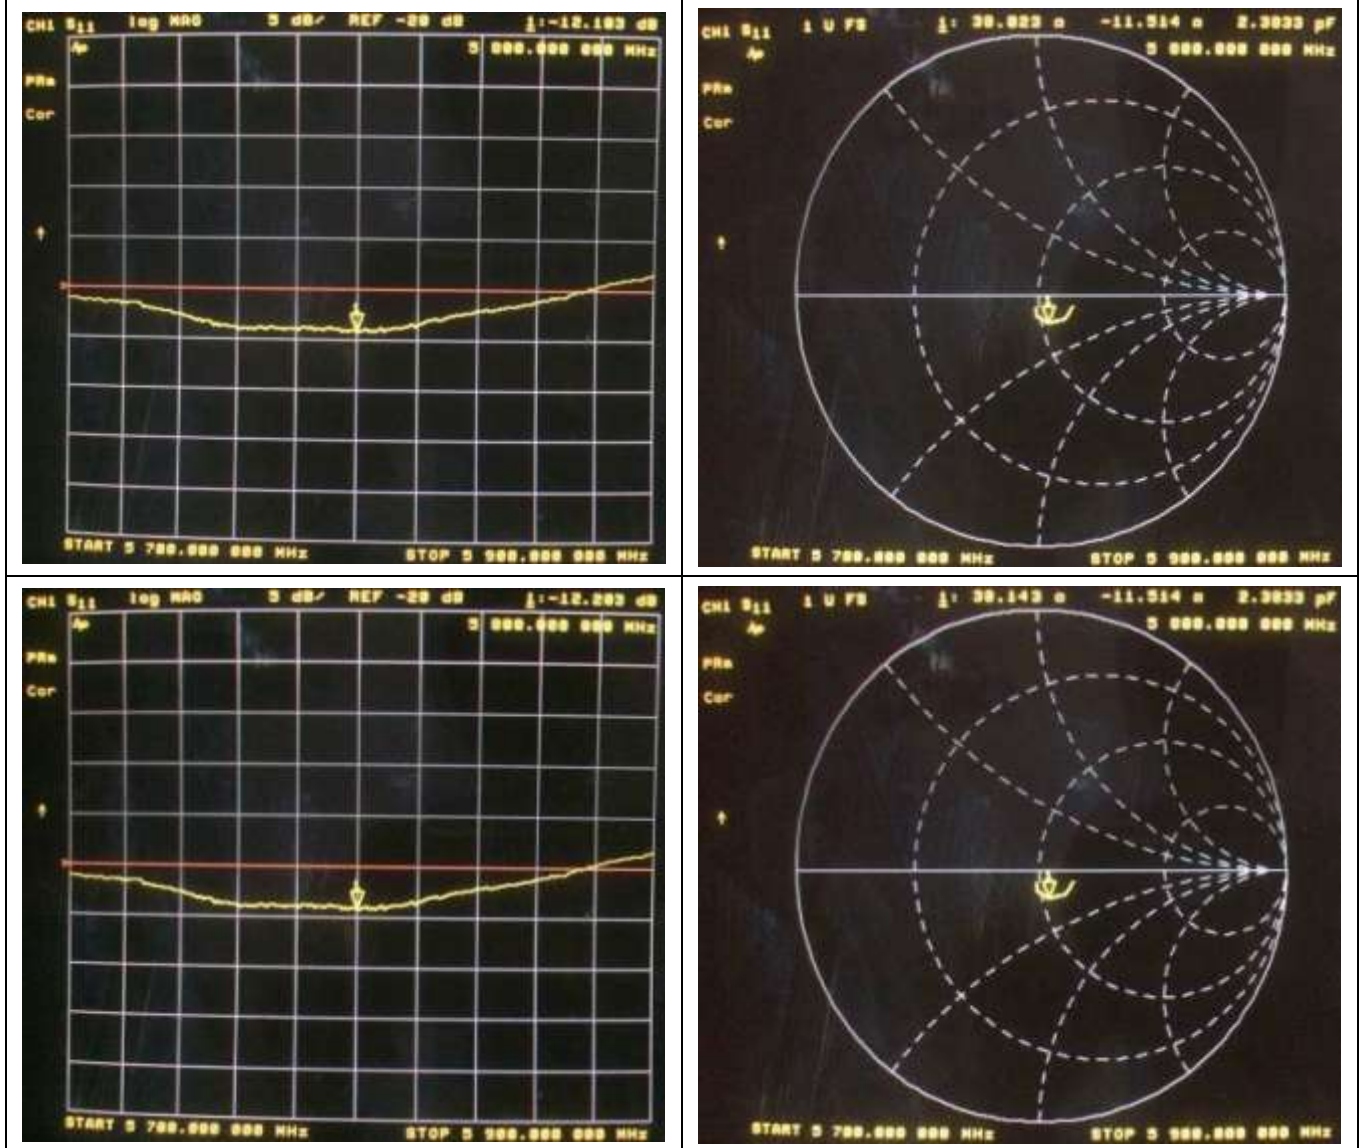 CH1 S11 log MAG 5 dB/ REF -20 dB 1:-12.103 dB
5 800.000 000 MHz
PRm
Cor
START 5 700.000 000 MHz STOP 5 900.000 000 MHz
CH1 S11 1 U FS 1: 38.023 Ω -11.514 Ω 2.3833 pF
5 800.000 000 MHz
PRm
Cor
START 5 700.000 000 MHz STOP 5 900.000 000 MHz
CH1 S11 log MAG 5 dB/ REF -20 dB 1:-12.203 dB
5 800.000 000 MHz
PRm
Cor
START 5 700.000 000 MHz STOP 5 900.000 000 MHz
CH1 S11 1 U FS 1: 38.143 Ω -11.514 Ω 2.3833 pF
5 800.000 000 MHz
PRm
Cor
START 5 700.000 000 MHz STOP 5 900.000 000 MHz